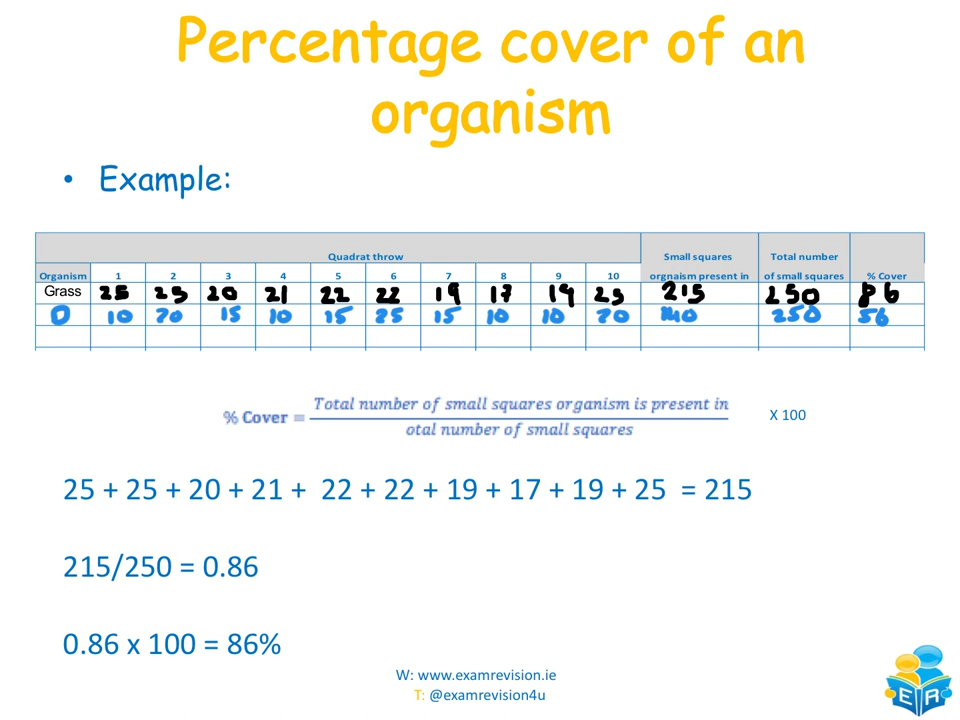 Percentage cover of an
organism
• Example:
Quadrat throw Small squares Total number
Organism 1 2 3 4 5 6 7 8 9 10 orgnaism present in of small squares % Cover
Grass 25 25 20 21 22 22 19 17 19 25 215 250 86
O 10 20 15 10 15 25 15 10 10 20 140 250 56
% Cover = Total number of small squares organism is present in
otal number of small squares
X 100
25 + 25 + 20 + 21 + 22 + 22 + 19 + 17 + 19 + 25 = 215
215/250 = 0.86
0.86 x 100 = 86%
W: www.examrevision.ie
T: @examrevision4u
E R